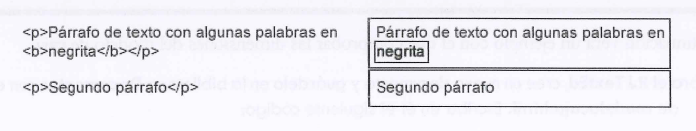 <p>Párrafo de texto con algunas palabras en
<b>negrita</b></p>
<p>Segundo párrafo</p>
Párrafo de texto con algunas palabras en
negrita
Segundo párrafo